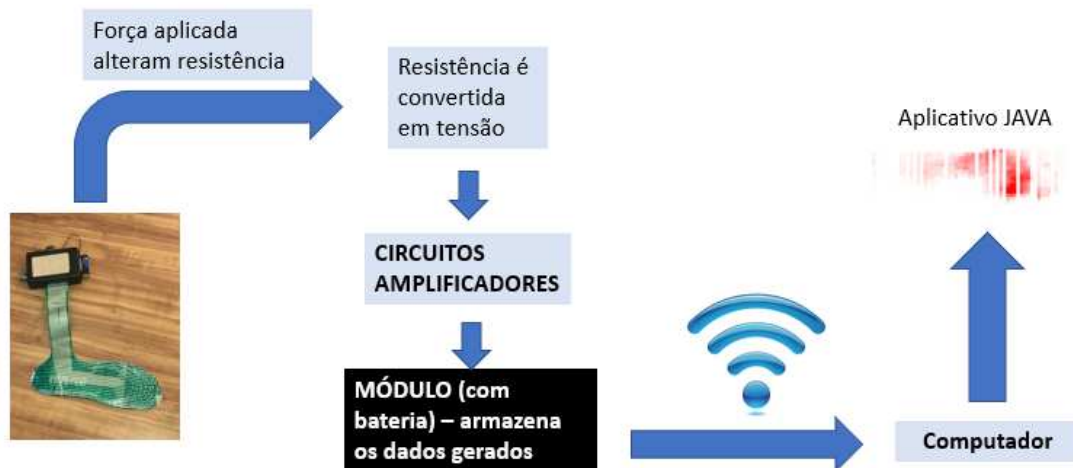 Força aplicada
alteram resistência
Resistência é
convertida
em tensão
CIRCUITOS
AMPLIFICADORES
MÓDULO (com
bateria) – armazena
os dados gerados
Aplicativo JAVA
Computador